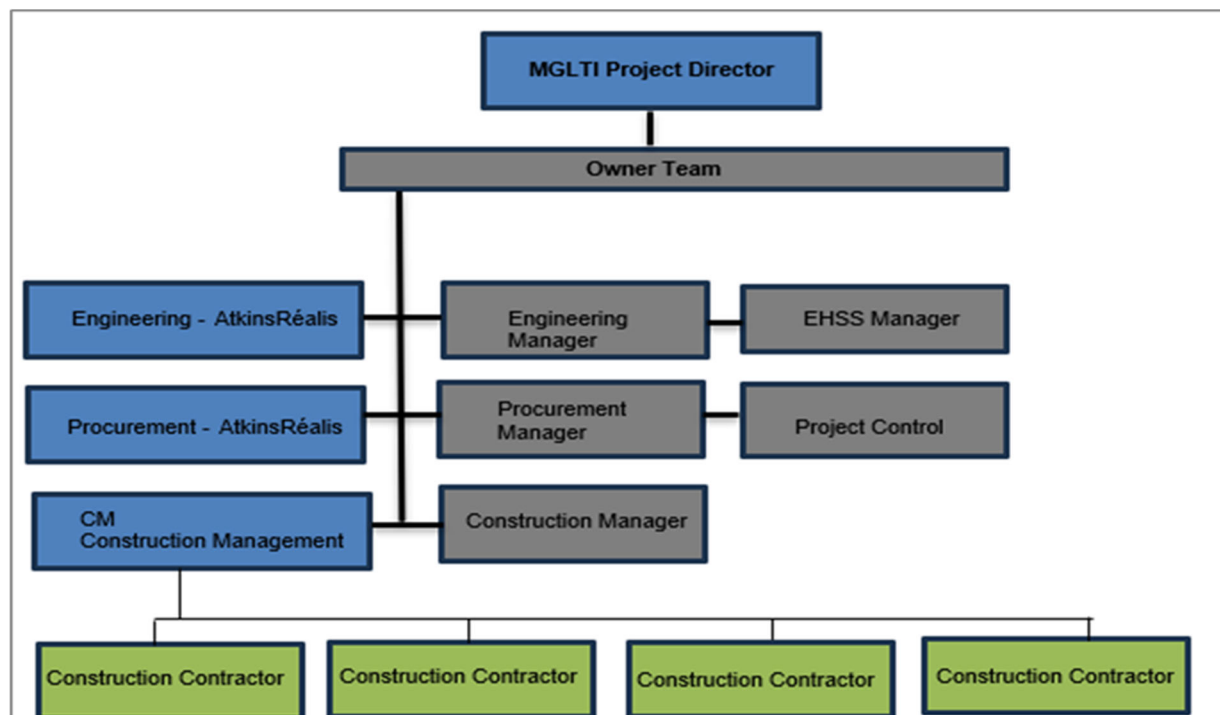 MGLTI Project Director
Owner Team
Engineering - AtkinsRéalis
Engineering
Manager
EHSS Manager
Procurement - AtkinsRéalis
Procurement
Manager
Project Control
CM
Construction Management
Construction Manager
Construction Contractor
Construction Contractor
Construction Contractor
Construction Contractor